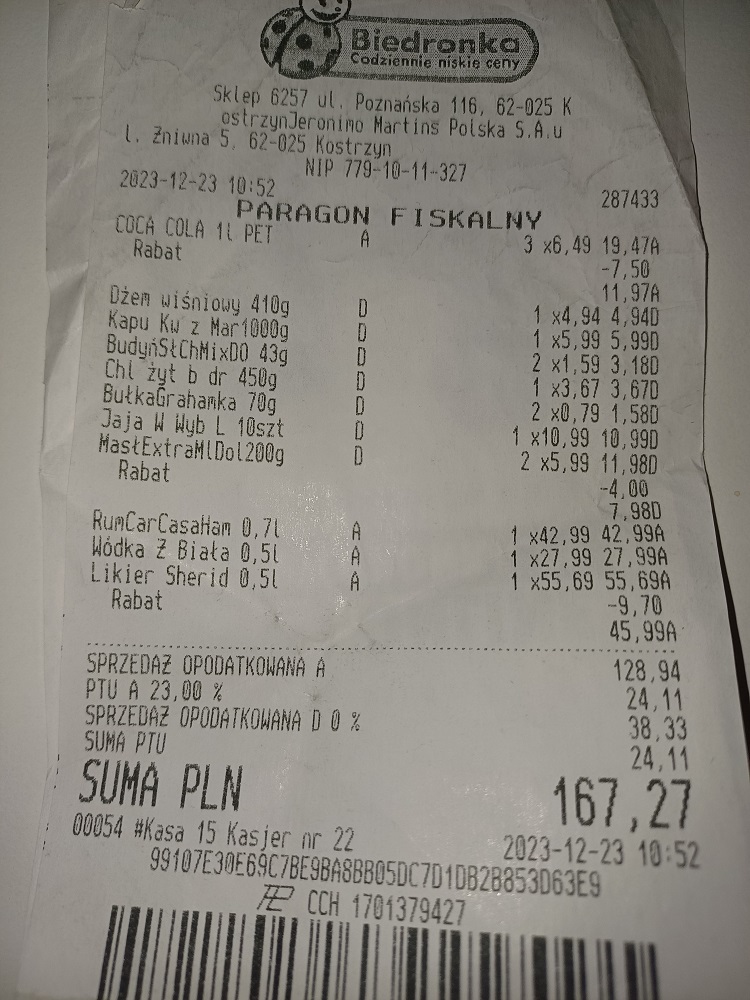 Biedronka
Codziennie niskie ceny
Sklep 6257 ul. Poznańska 116, 62-025 K
ostrzynJeronimo Martins Polska S.A.u
l. Żniwna 5, 62-025 Kostrzyn
NIP 779-10-11-327
2023-12-23 10:52 287433
PARAGON FISKALNY
COCA COLA 1l PET A 3 x6,49 19,47A
Rabat -7,50
11,97A
Dżem wiśniowy 410g D 1 x4,94 4,94D
Kapu Kw z Mar1000g D 1 x5,99 5,99D
BudyńSłChMixDO 43g D 2 x1,59 3,18D
Chl żyt b dr 450g D 1 x3,67 3,67D
BułkaGrahamka 70g D 2 x0,79 1,58D
Jaja W Wyb L 10szt D 1 x10,99 10,99D
MasłExtraMlDol200g D 2 x5,99 11,98D
Rabat -4,00
7,98D
RumCarCasaHam 0,7l A 1 x42,99 42,99A
Wódka Ż Biała 0,5l A 1 x27,99 27,99A
Likier Sherid 0,5l A 1 x55,69 55,69A
Rabat -9,70
45,99A
SPRZEDAŻ OPODATKOWANA A 128,94
PTU A 23,00 % 24,11
SPRZEDAŻ OPODATKOWANA D 0 % 38,33
SUMA PTU 24,11
SUMA PLN 167,27
00054 #Kasa 15 Kasjer nr 22 2023-12-23 10:52
99107E30E69C7BE9BA8BB05DC7D1DB2B853D63E9
CCH 1701379427